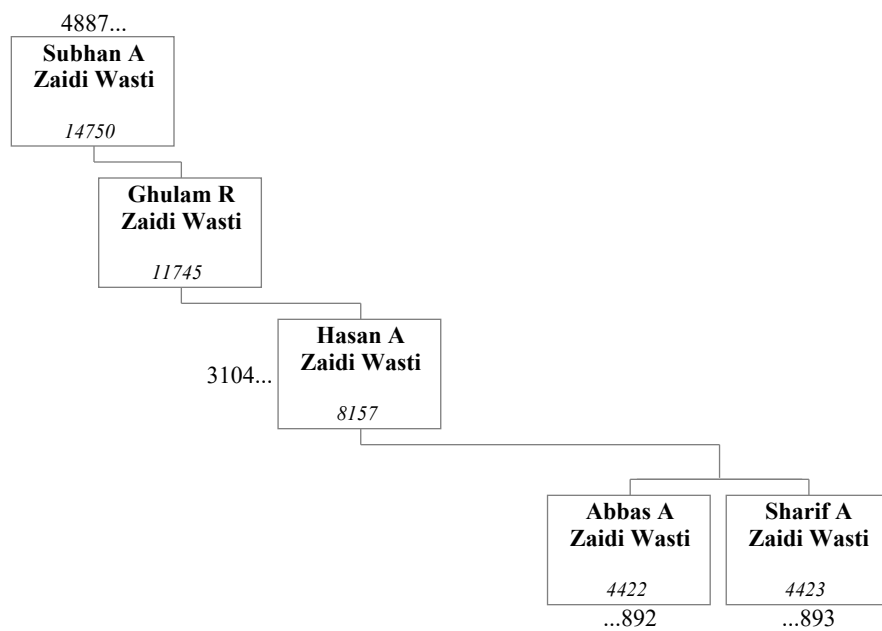 4887...
Subhan A
Zaidi Wasti
14750
Ghulam R
Zaidi Wasti
11745
3104...
Hasan A
Zaidi Wasti
8157
Abbas A
Zaidi Wasti
4422
...892
Sharif A
Zaidi Wasti
4423
...893